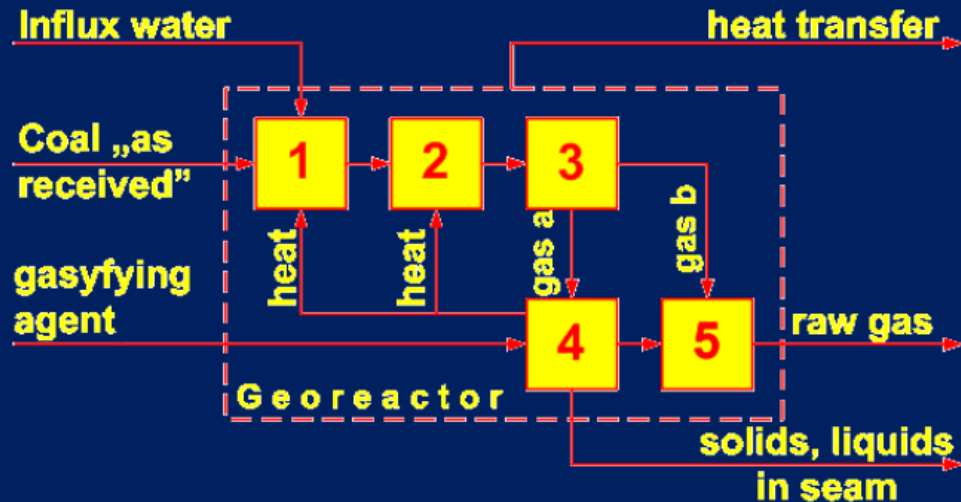 Influx water
heat transfer
Coal „as
received”
1
2
3
heat
heat
gas a
gas b
gasyfying
agent
4
5
raw gas
Georeactor
solids, liquids
in seam